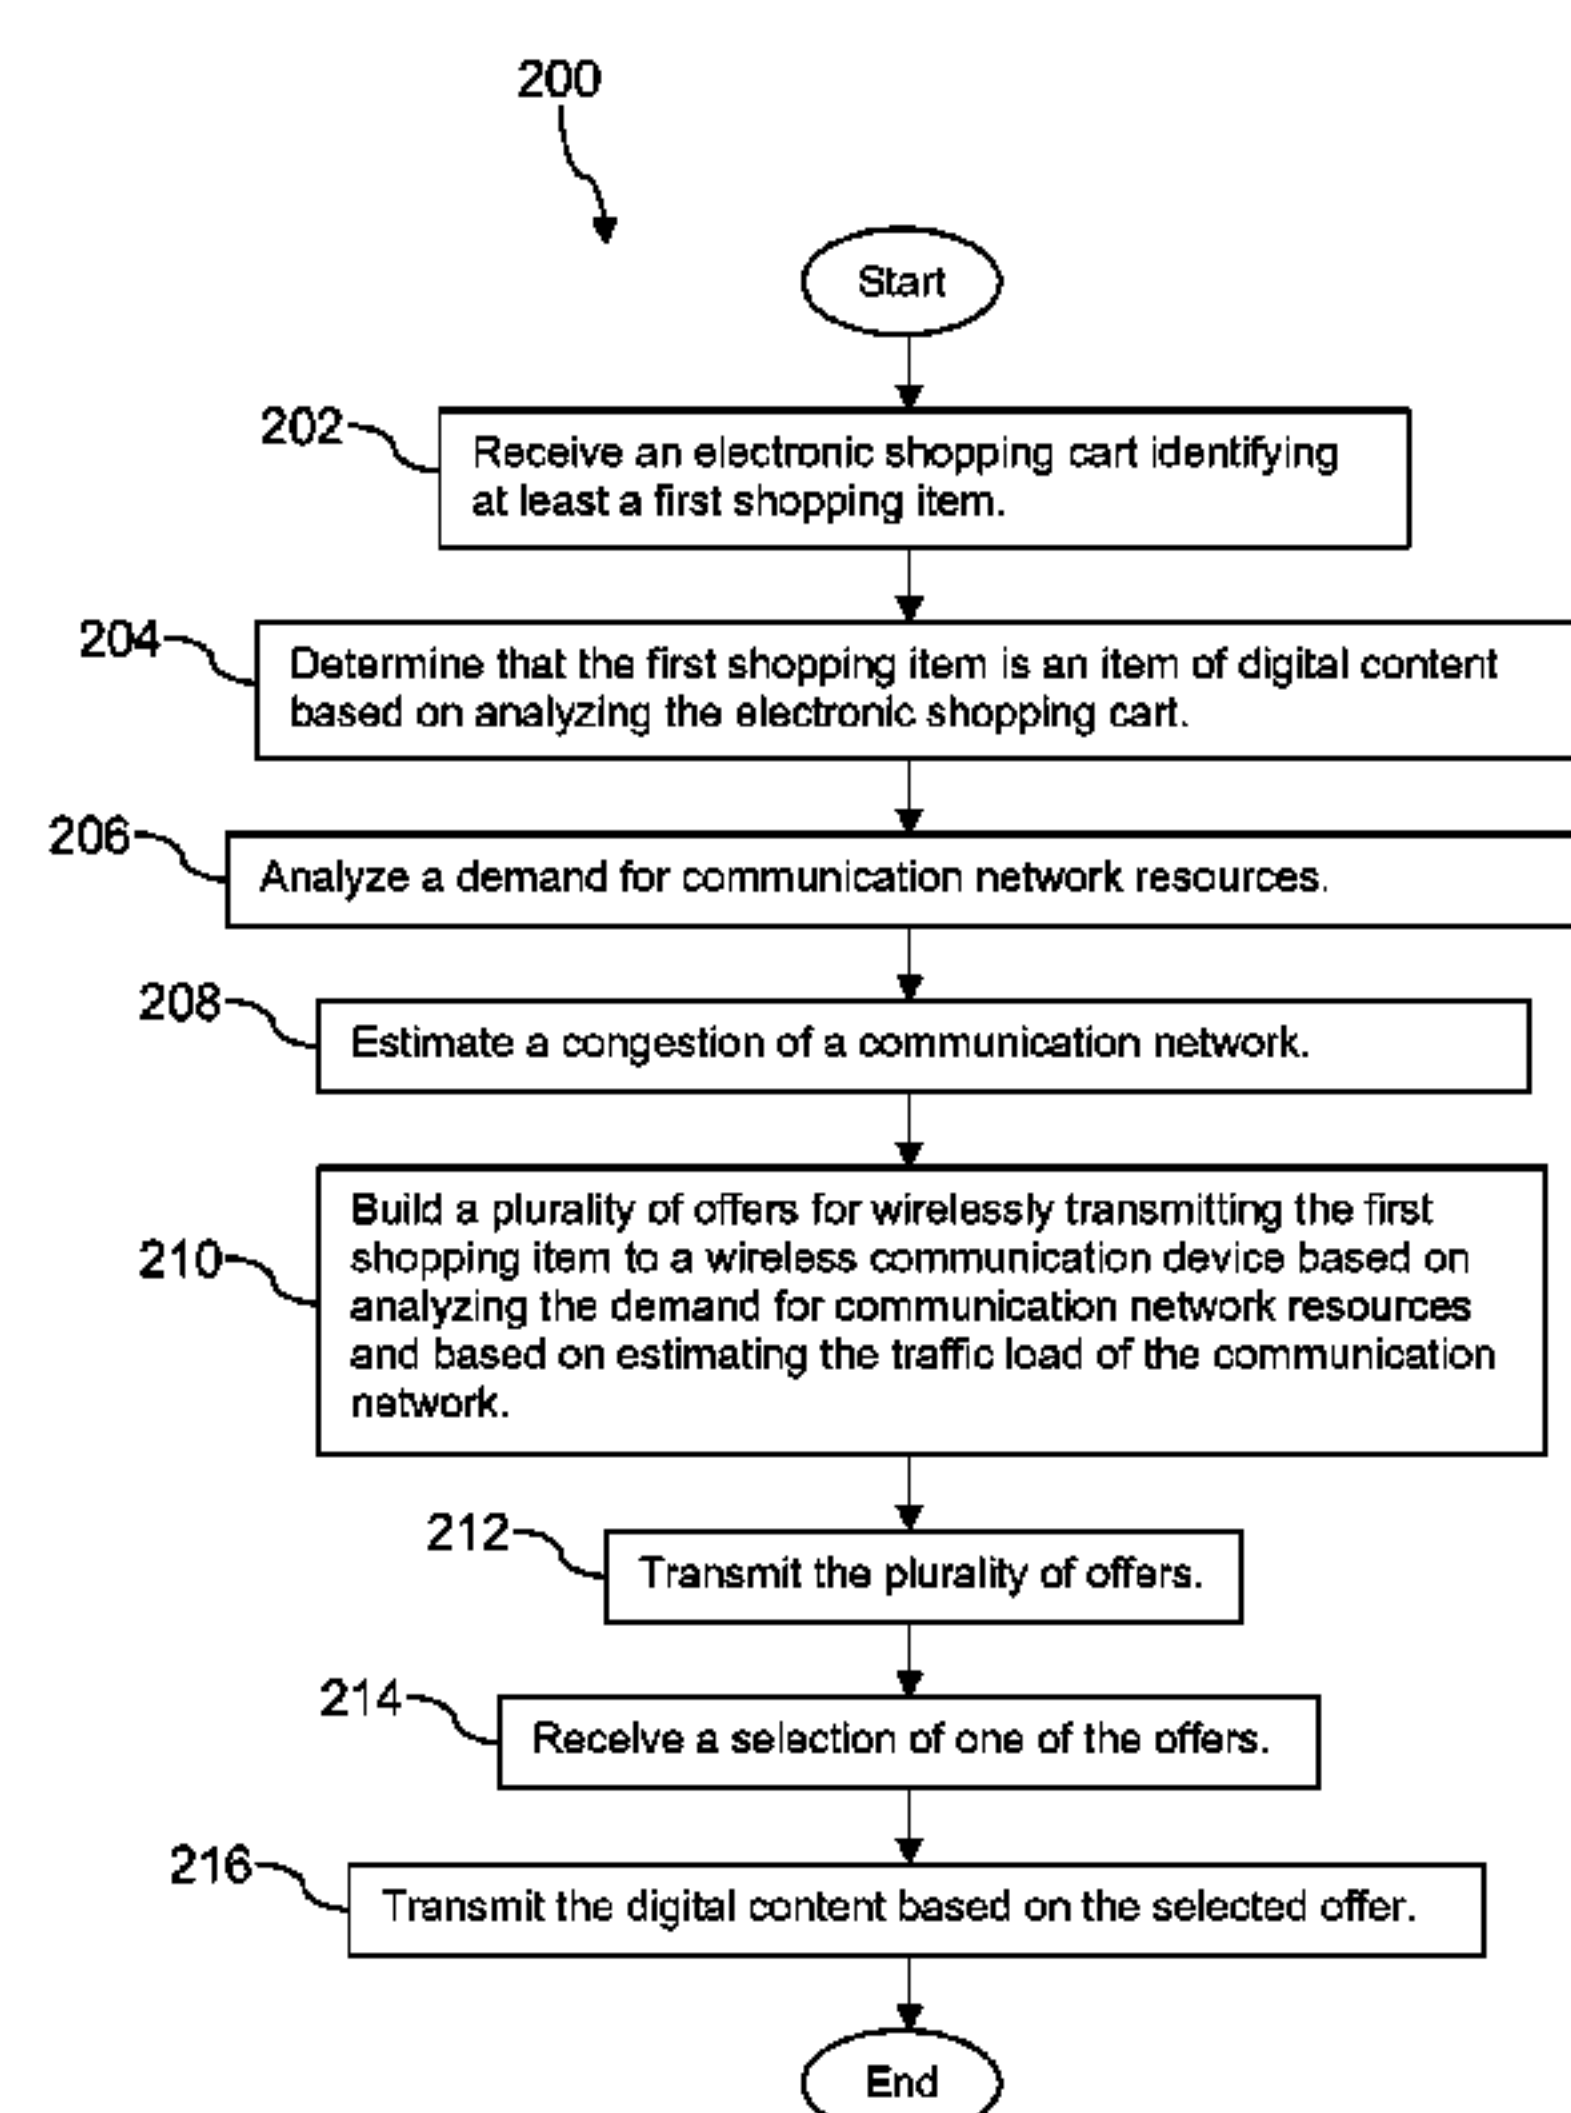 200
Start
202
Receive an electronic shopping cart identifying
at least a first shopping item.
204
Determine that the first shopping item is an item of digital content
based on analyzing the electronic shopping cart.
206
Analyze a demand for communication network resources.
208
Estimate a congestion of a communication network.
210
Build a plurality of offers for wirelessly transmitting the first
shopping item to a wireless communication device based on
analyzing the demand for communication network resources
and based on estimating the traffic load of the communication
network.
212
Transmit the plurality of offers.
214
Receive a selection of one of the offers.
216
Transmit the digital content based on the selected offer.
End